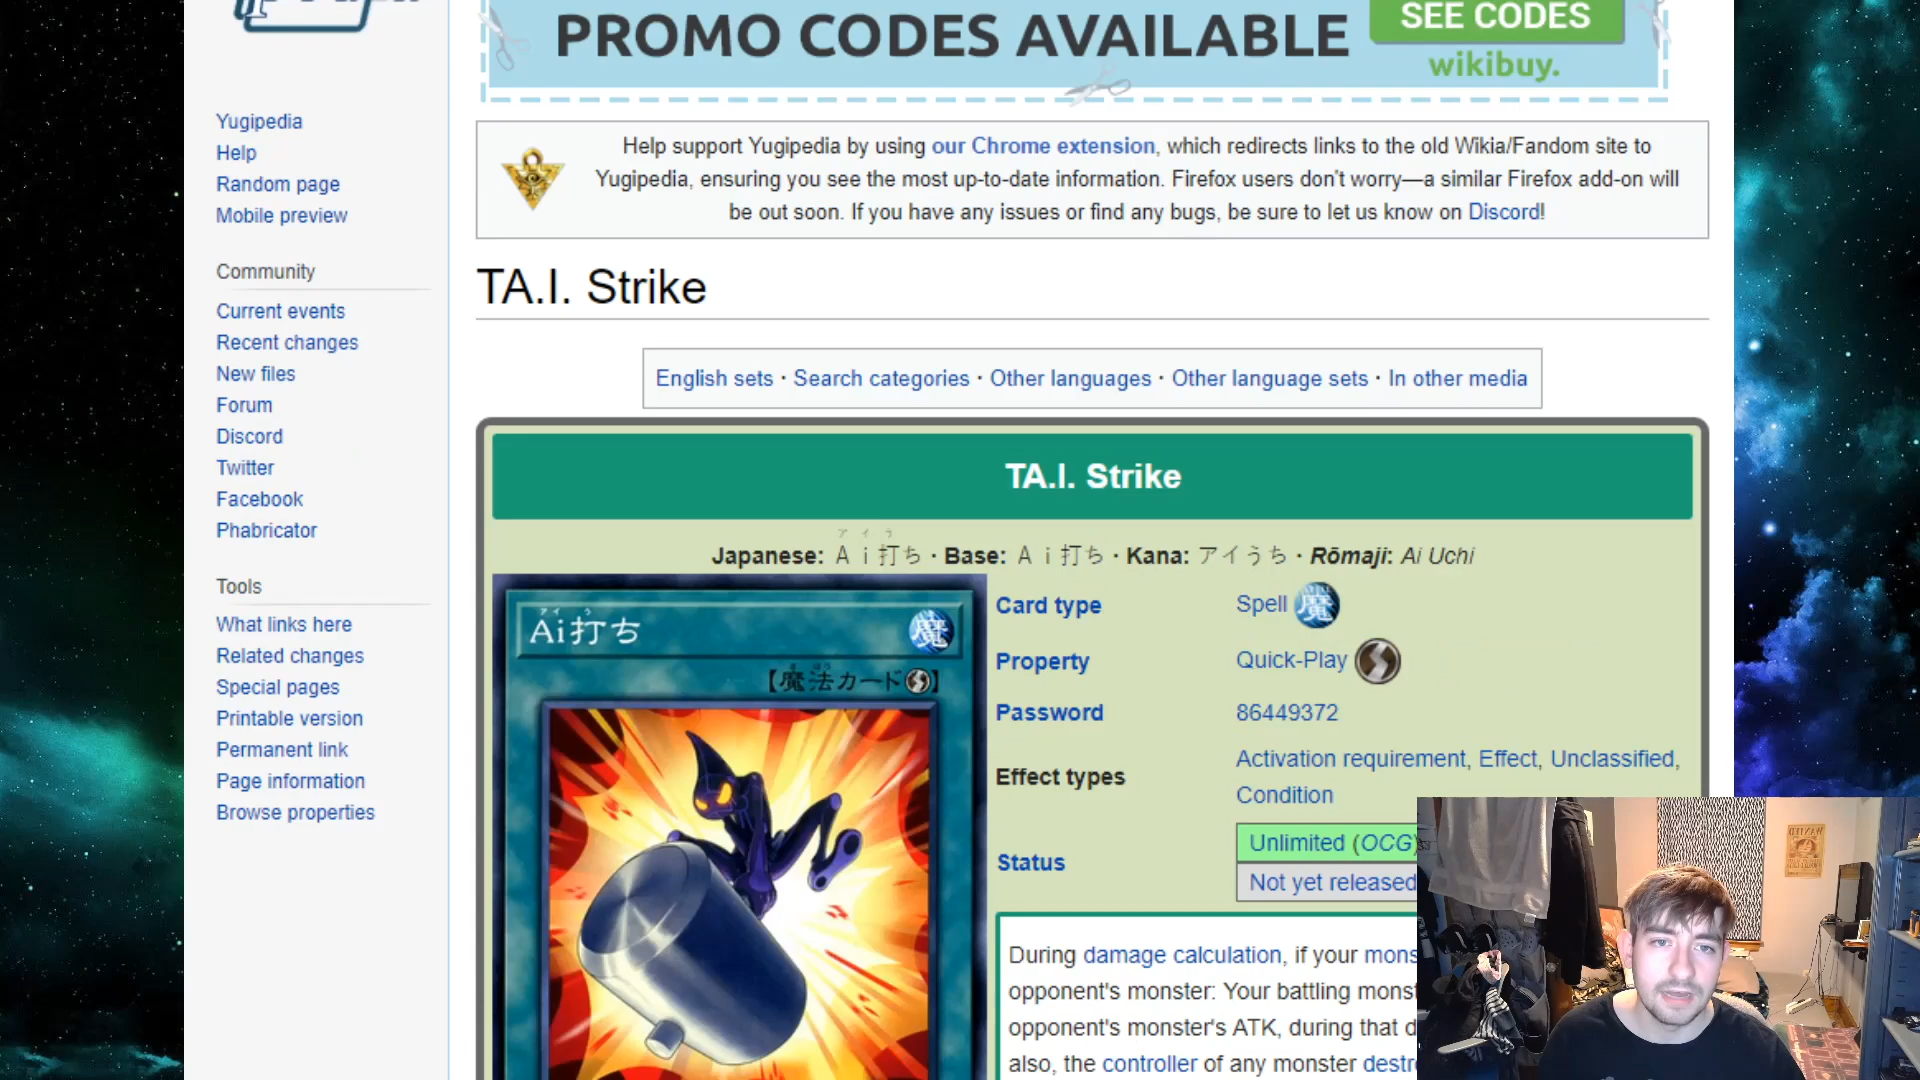 PROMO CODES AVAILABLE
SEE CODES
wikibuy.
Yugipedia
Help
Random page
Mobile preview
Community
Current events
Recent changes
New files
Forum
Discord
Twitter
Facebook
Phabricator
Tools
What links here
Related changes
Special pages
Printable version
Permanent link
Page information
Browse properties
Help support Yugipedia by using our Chrome extension, which redirects links to the old Wikia/Fandom site to
Yugipedia, ensuring you see the most up-to-date information. Firefox users don't worry—a similar Firefox add-on will
be out soon. If you have any issues or find any bugs, be sure to let us know on Discord!
TA.I. Strike
English sets · Search categories · Other languages · Other language sets · In other media
TA.I. Strike
アイ う
Japanese: Ａｉ打ち · Base: Ａｉ打ち · Kana: アイうち · Rōmaji: Ai Uchi
アイ う
Ai打ち
魔
【魔法カード】
Card type Spell 魔
Property Quick-Play
Password 86449372
Effect types Activation requirement, Effect, Unclassified,
Condition
Status Unlimited (OCG)
Not yet released
During damage calculation, if your mons
opponent's monster: Your battling monst
opponent's monster's ATK, during that d
also, the controller of any monster destr
WANTED